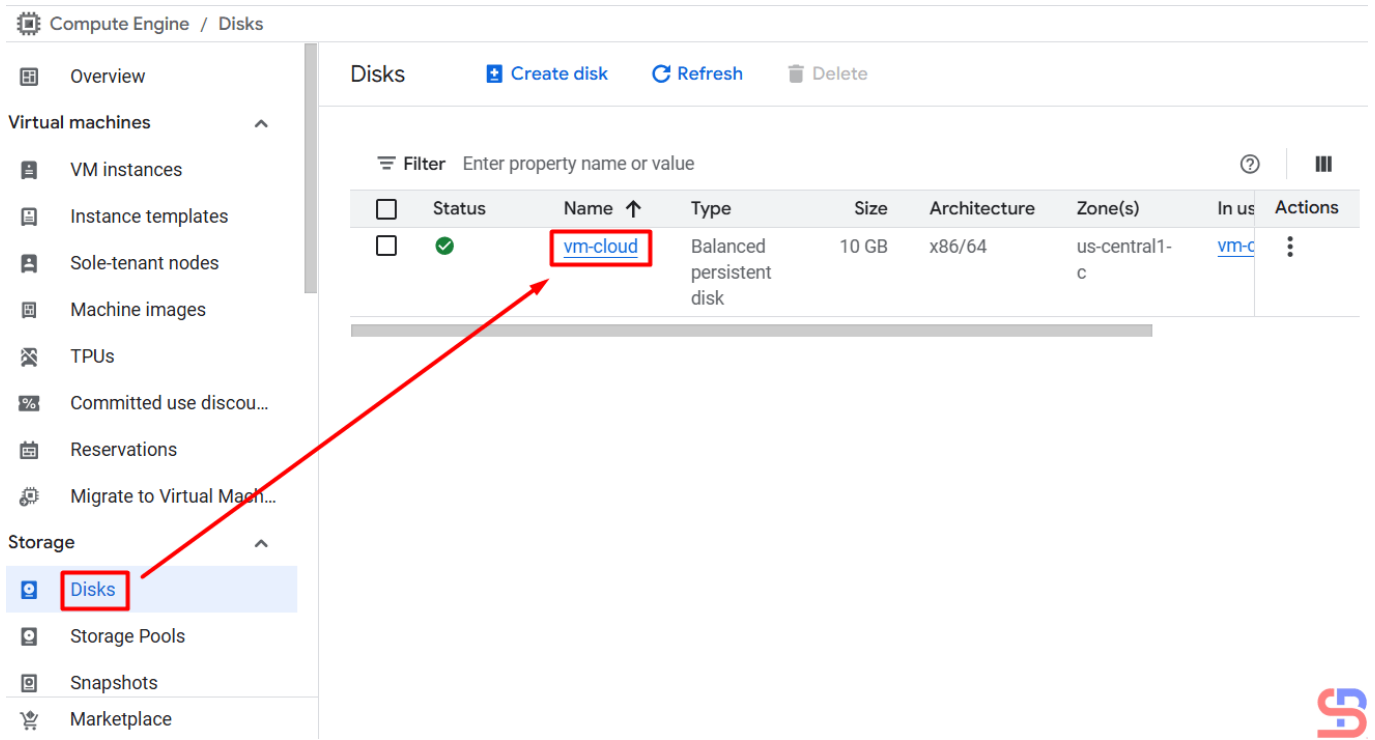 Compute Engine / Disks
Overview
Virtual machines
VM instances
Instance templates
Sole-tenant nodes
Machine images
TPUs
Committed use discou...
Reservations
Migrate to Virtual Mach...
Storage
Disks
Storage Pools
Snapshots
Marketplace
Disks Create disk Refresh Delete
Filter Enter property name or value
Status Name Type Size Architecture Zone(s) In us Actions
vm-cloud Balanced 10 GB x86/64 us-central1- vm-c
persistent c
disk